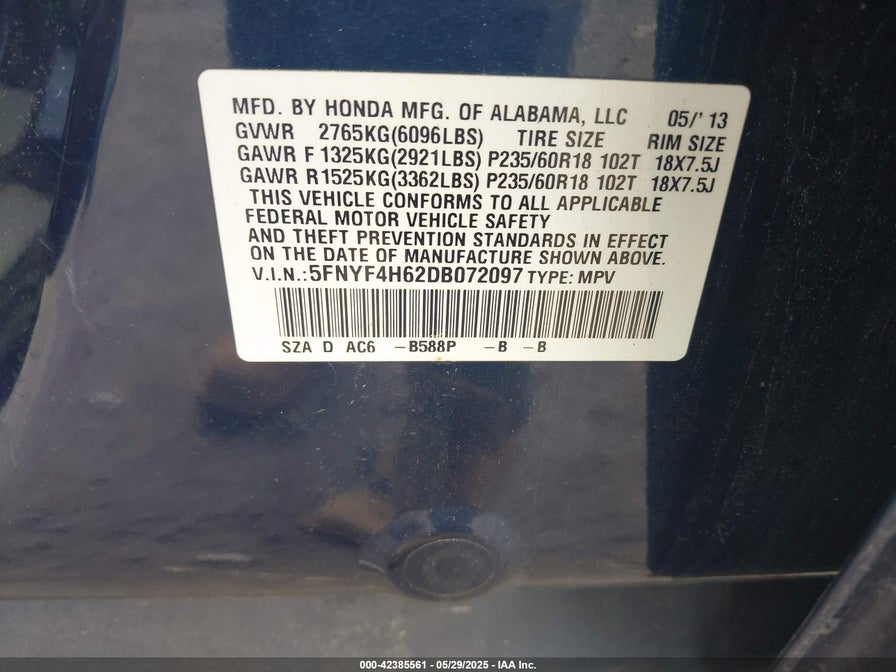 MFD. BY HONDA MFG. OF ALABAMA, LLC 05/'13
GVWR 2765KG(6096LBS) TIRE SIZE RIM SIZE
GAWR F 1325KG(2921LBS) P235/60R18 102T 18X7.5J
GAWR R1525KG(3362LBS) P235/60R18 102T 18X7.5J
THIS VEHICLE CONFORMS TO ALL APPLICABLE
FEDERAL MOTOR VEHICLE SAFETY
AND THEFT PREVENTION STANDARDS IN EFFECT
ON THE DATE OF MANUFACTURE SHOWN ABOVE.
V.I.N.:5FNYF4H62DB072097 TYPE: MPV
SZA D AC6 -B588P -B -B
000-42385561 - 05/29/2025 - IAA Inc.